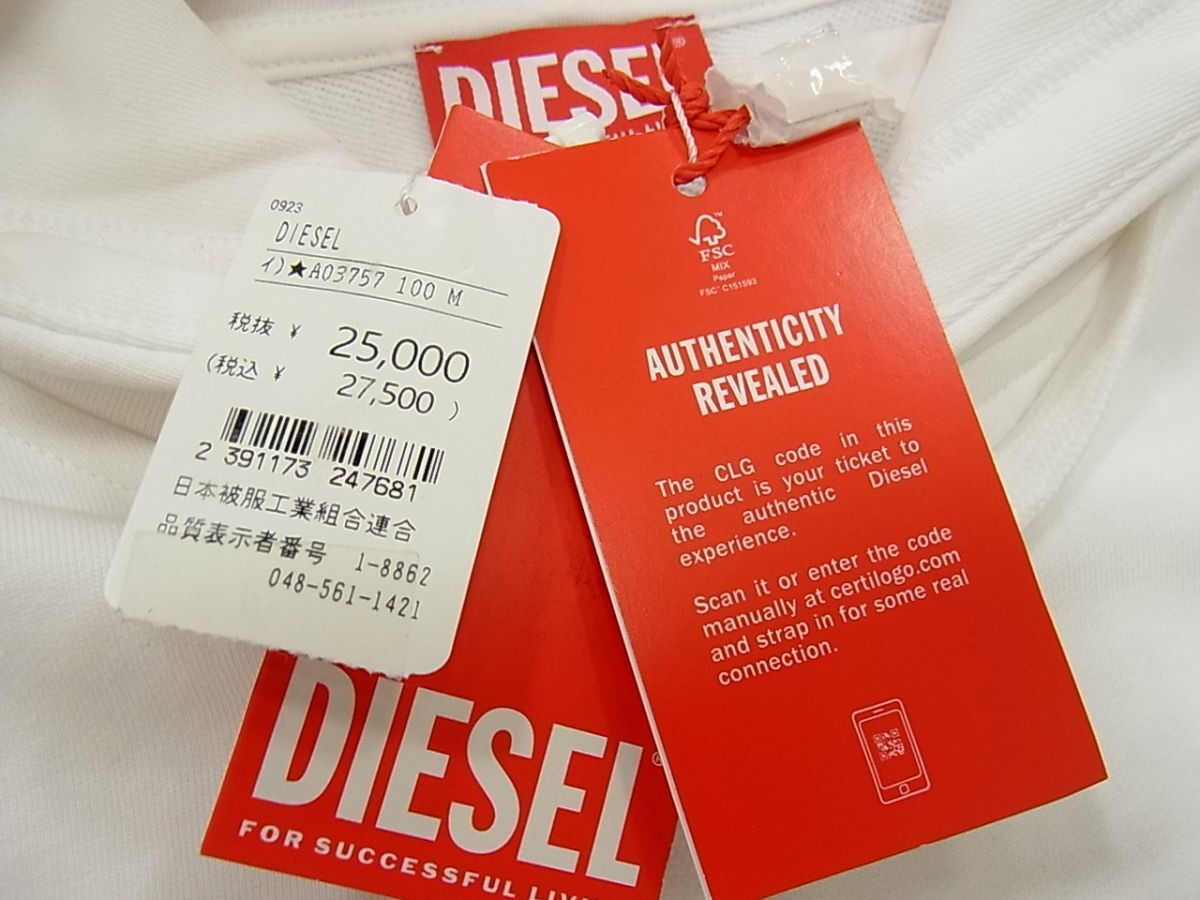 DIESEL
0923
DIESEL
イ)★A03757 100 M
税抜 ¥ 25,000
(税込 ¥ 27,500 )
2 391173 247681
日本被服工業組合連合
品質表示者番号 1-8862
048-561-1421
FSC
MIX
Paper
FSC® C151593
AUTHENTICITY
REVEALED
The CLG code in this
product is your ticket to
the authentic Diesel
experience.
Scan it or enter the code
manually at certilogo.com
and strap in for some real
connection.
DIESEL
FOR SUCCESSFUL LIVIN